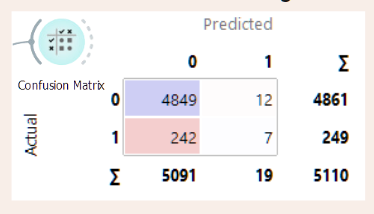 Predicted
0 1 Σ
Confusion Matrix
0 4849 12 4861
Actual
1 242 7 249
Σ 5091 19 5110